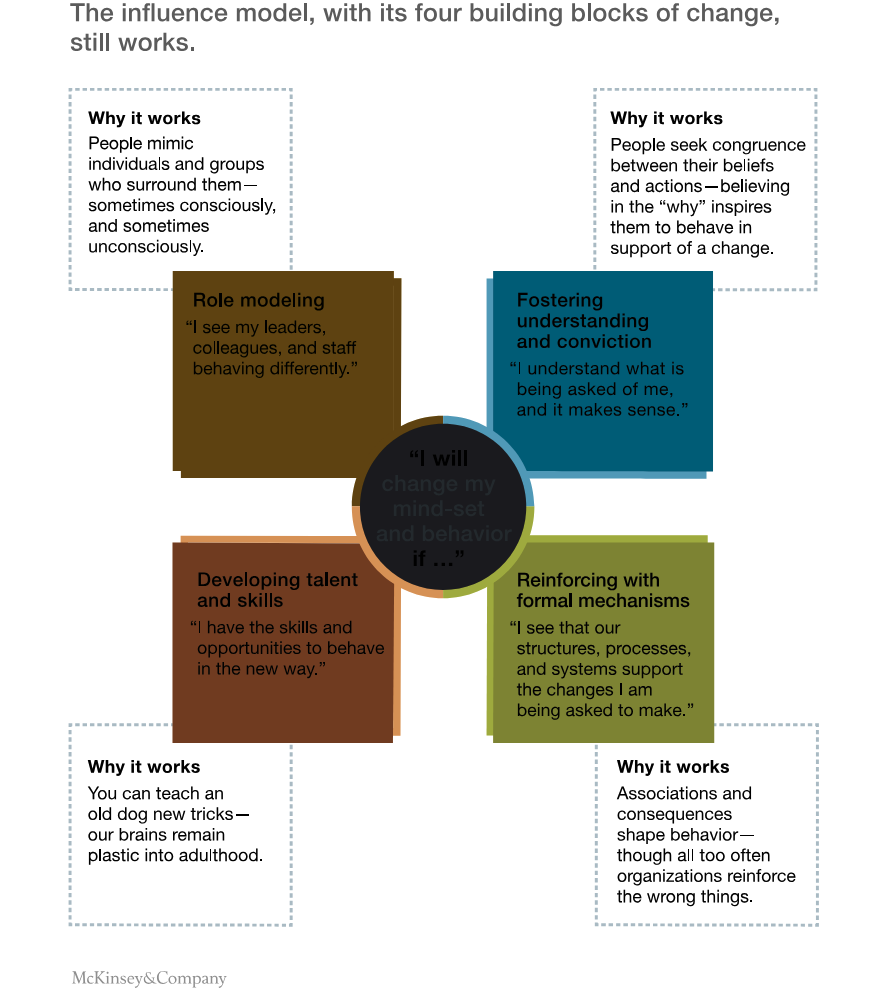 The influence model, with its four building blocks of change,
still works.
Why it works
People mimic
individuals and groups
who surround them—
sometimes consciously,
and sometimes
unconsciously.
Why it works
People seek congruence
between their beliefs
and actions—believing
in the “why” inspires
them to behave in
support of a change.
Role modeling
“I see my leaders,
colleagues, and staff
behaving differently.”
Fostering
understanding
and conviction
“I understand what is
being asked of me,
and it makes sense.”
“I will
change my
mind-set
and behavior
if …”
Developing talent
and skills
“I have the skills and
opportunities to behave
in the new way.”
Reinforcing with
formal mechanisms
“I see that our
structures, processes,
and systems support
the changes I am
being asked to make.”
Why it works
You can teach an
old dog new tricks—
our brains remain
plastic into adulthood.
Why it works
Associations and
consequences
shape behavior—
though all too often
organizations reinforce
the wrong things.
McKinsey&Company